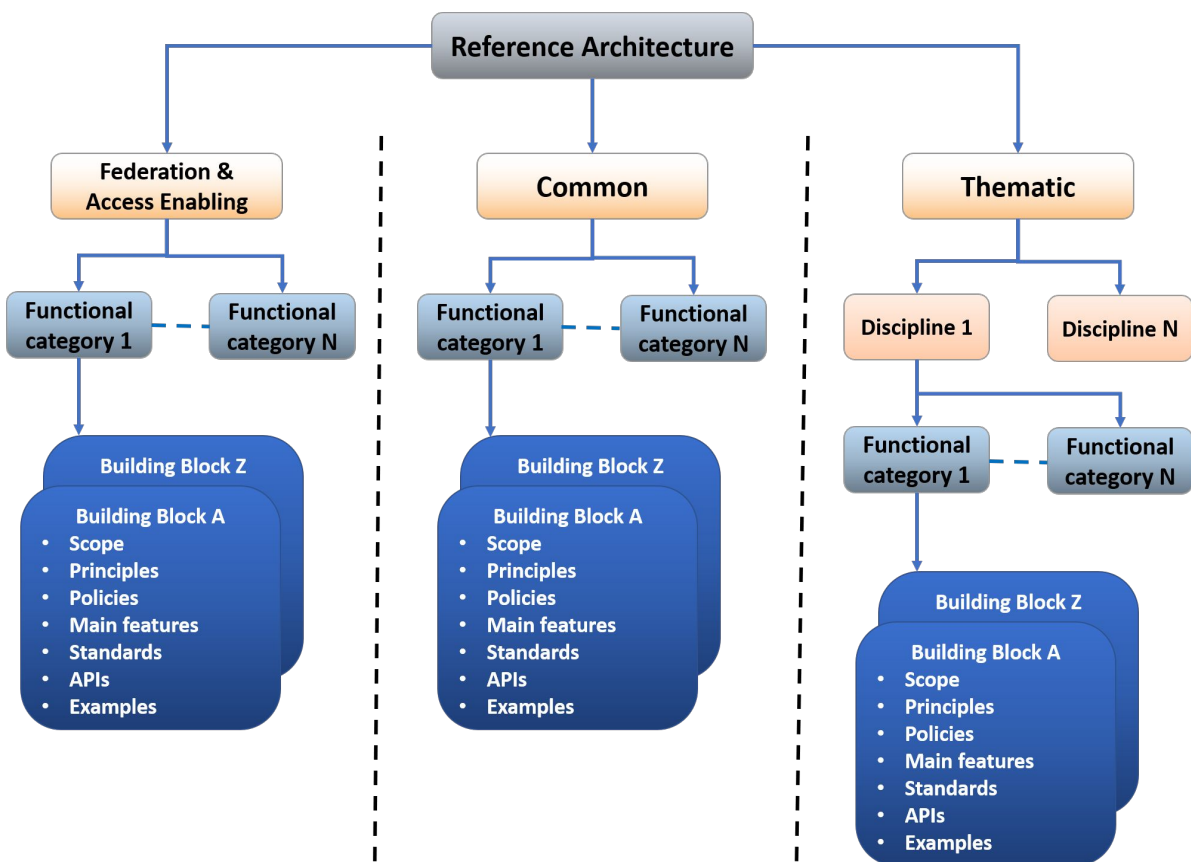 Reference Architecture
Federation &
Access Enabling
Functional
category 1
Functional
category N
Building Block Z
Building Block A
• Scope
• Principles
• Policies
• Main features
• Standards
• APIs
• Examples
Common
Functional
category 1
Functional
category N
Building Block Z
Building Block A
• Scope
• Principles
• Policies
• Main features
• Standards
• APIs
• Examples
Thematic
Discipline 1
Discipline N
Functional
category 1
Functional
category N
Building Block Z
Building Block A
• Scope
• Principles
• Policies
• Main features
• Standards
• APIs
• Examples